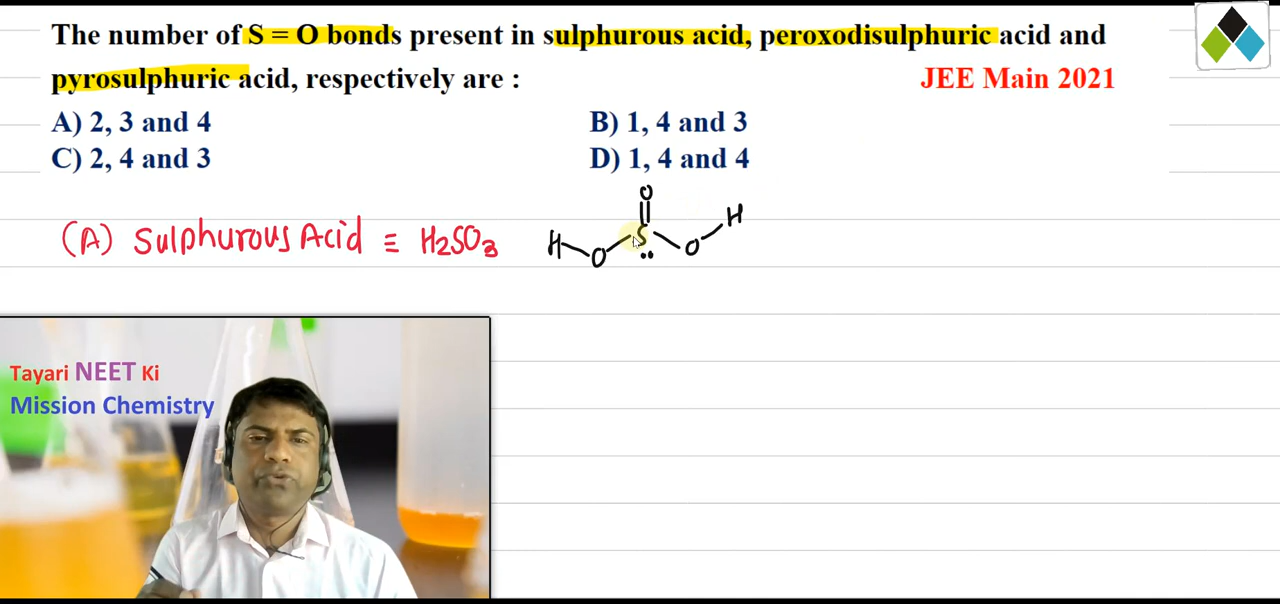 The number of S = O bonds present in sulphurous acid, peroxodisulphuric acid and
pyrosulphuric acid, respectively are :
JEE Main 2021
A) 2, 3 and 4
B) 1, 4 and 3
C) 2, 4 and 3
D) 1, 4 and 4
(A) Sulphurous Acid ≡ H2SO3
O
H O S O H
Tayari NEET Ki
Mission Chemistry